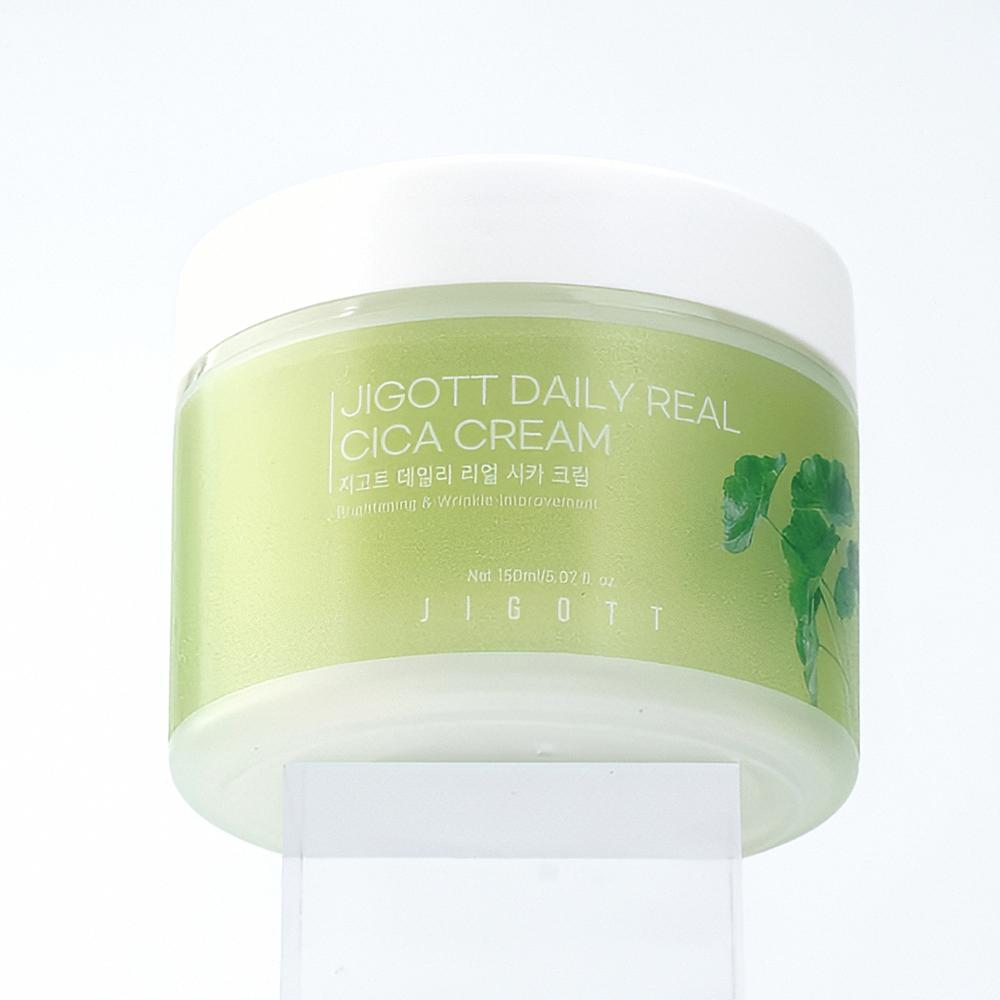 JIGOTT DAILY REAL
CICA CREAM
지고트 데일리 리얼 시카 크림
Brightening & Wrinkle Improvement
Net 150ml/5.07 fl. oz.
JIGOTT